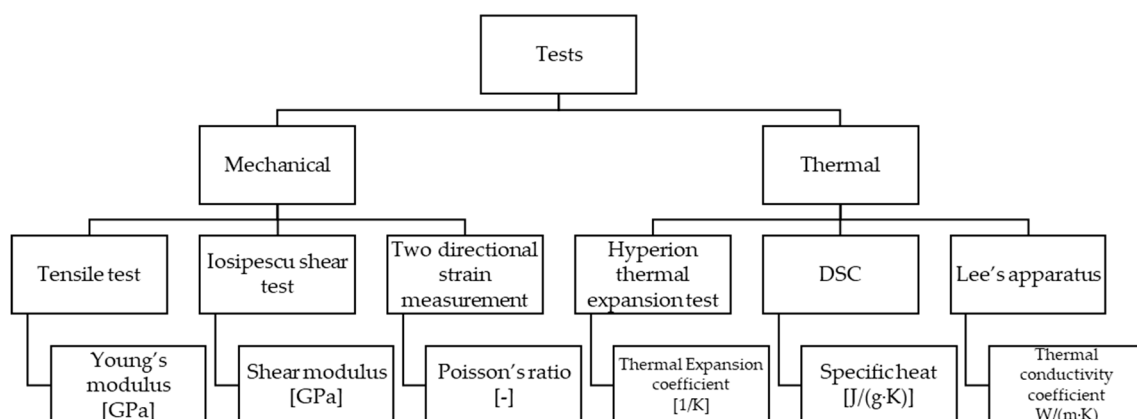 Tests
Mechanical
Thermal
Tensile test
Iosipescu shear
test
Two directional
strain
measurement
Hyperion
thermal
expansion test
DSC
Lee's apparatus
Young's
modulus
[GPa]
Shear modulus
[GPa]
Poisson's ratio
[-]
Thermal Expansion
coefficient
[1/K]
Specific heat
[J/(g·K)]
Thermal
conductivity
coefficient
W/(m·K)